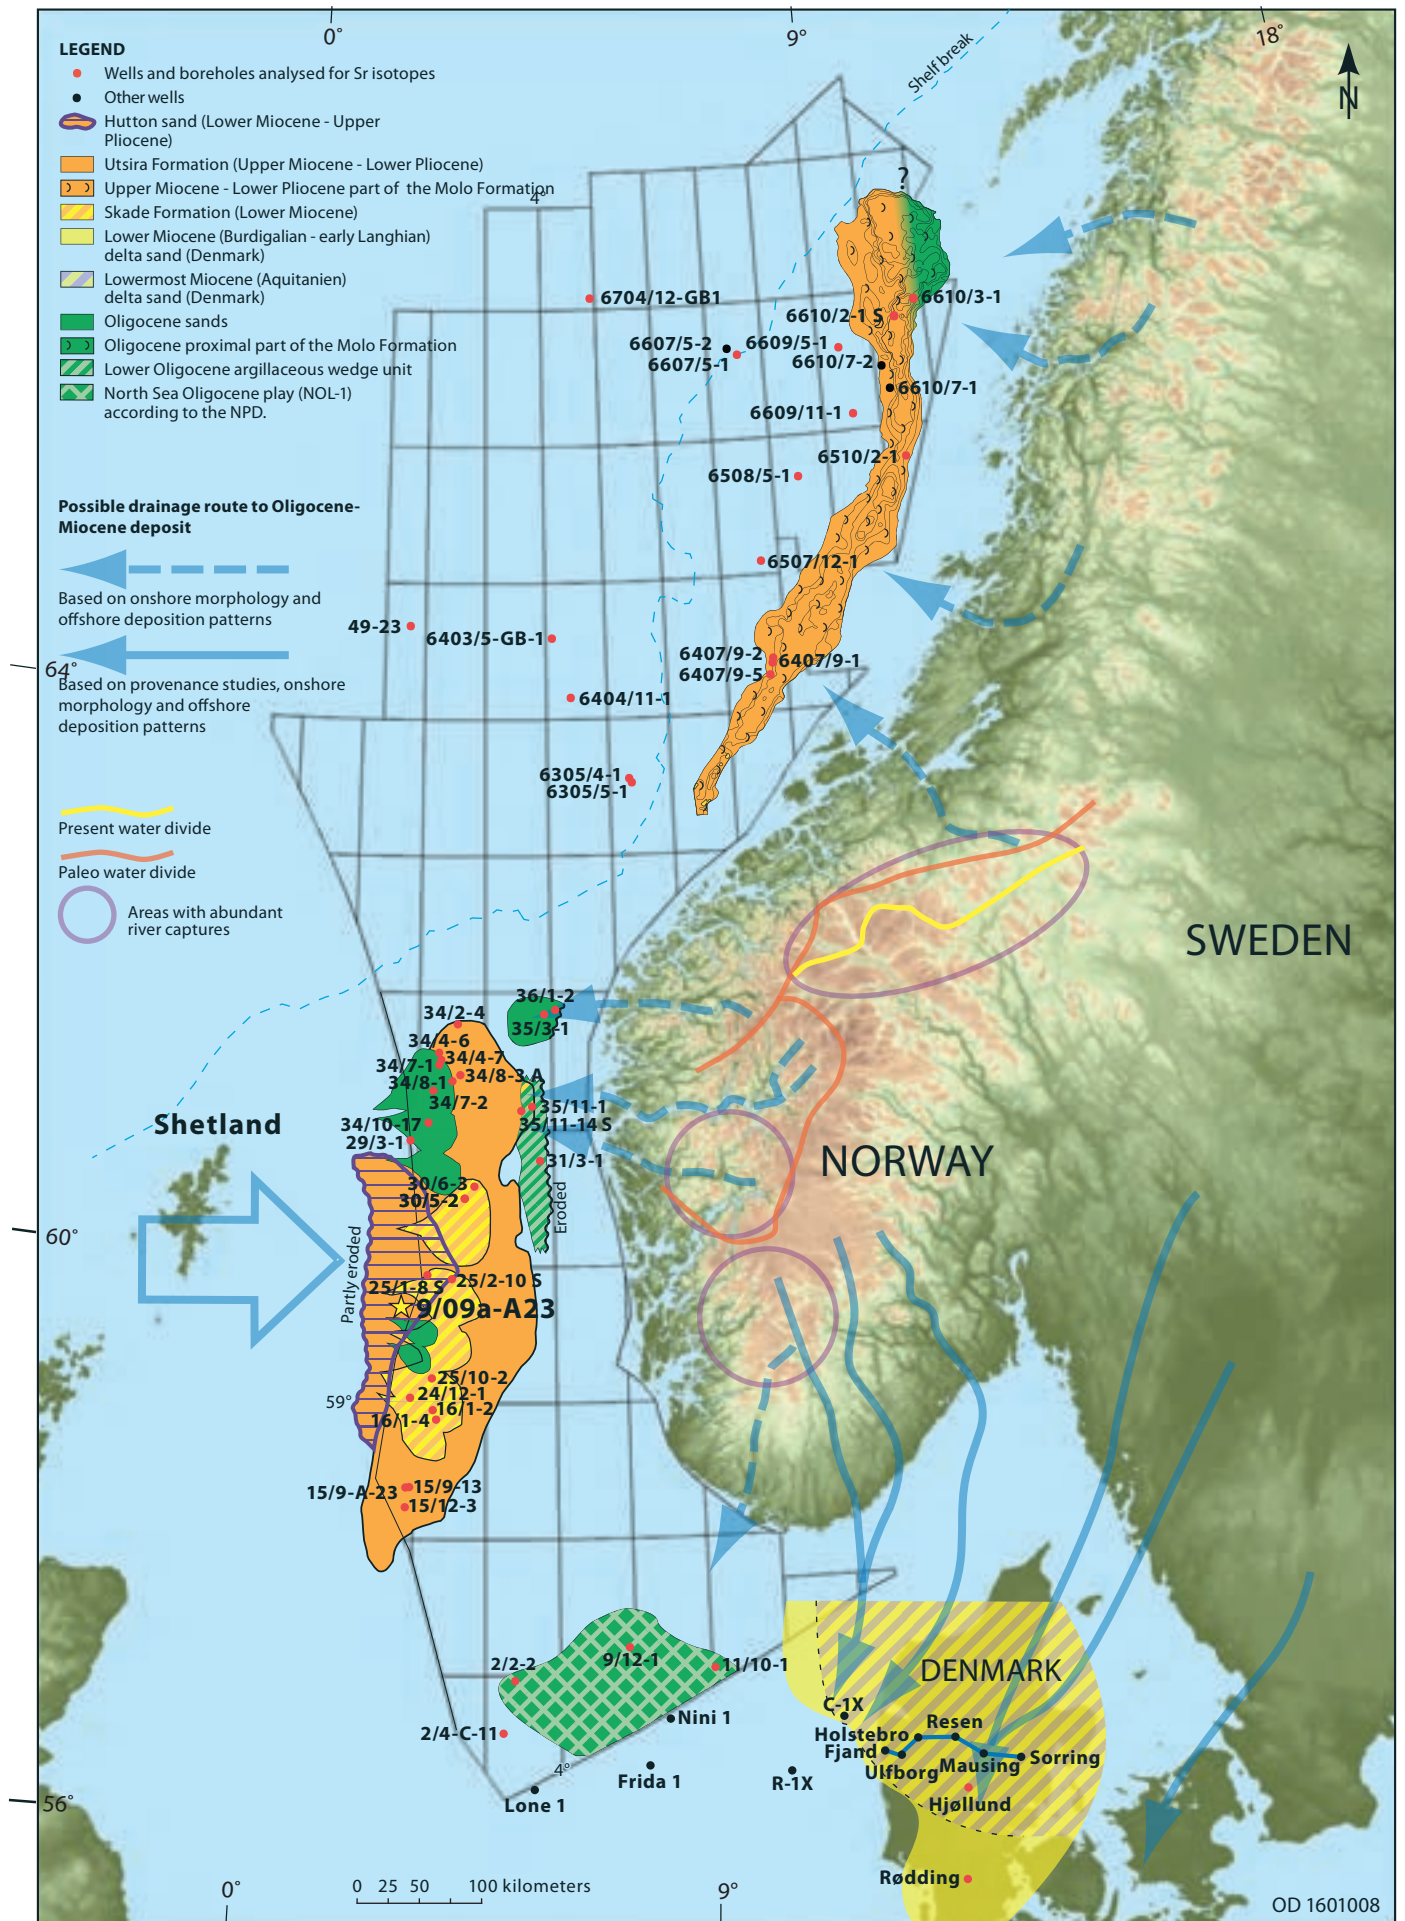 0°
9°
18°
LEGEND
Wells and boreholes analysed for Sr isotopes
Other wells
Hutton sand (Lower Miocene - Upper
Pliocene)
Utsira Formation (Upper Miocene - Lower Pliocene)
Upper Miocene - Lower Pliocene part of the Molo Formation
Skade Formation (Lower Miocene)
Lower Miocene (Burdigalian - early Langhian)
delta sand (Denmark)
Lowermost Miocene (Aquitanien)
delta sand (Denmark)
Oligocene sands
Oligocene proximal part of the Molo Formation
Lower Oligocene argillaceous wedge unit
North Sea Oligocene play (NOL-1)
according to the NPD.
Possible drainage route to Oligocene-
Miocene deposit
Based on onshore morphology and
offshore deposition patterns
Based on provenance studies, onshore
morphology and offshore
deposition patterns
Present water divide
Paleo water divide
Areas with abundant
river captures
Shelf break
N
4°
?
6704/12-GB1
6610/3-1
6610/2-1 S
6607/5-2
6609/5-1
6607/5-1
6610/7-2
6610/7-1
6609/11-1
6510/2-1
6508/5-1
6507/12-1
49-23
6403/5-GB-1
6407/9-2
6407/9-1
6407/9-5
64°
6404/11-1
6305/4-1
6305/5-1
SWEDEN
36/1-2
35/3-1
34/2-4
34/4-6
34/4-7
34/7-1
34/8-3 A
34/8-1
34/7-2
35/11-1
34/10-17
35/11-14 S
29/3-1
31/3-1
Shetland
NORWAY
30/6-3
30/5-2
Eroded
60°
Partly eroded
25/1-8 S
25/2-10 S
9/09a-A23
25/10-2
24/12-1
59°
16/1-2
16/1-4
15/9-A-23
15/9-13
15/12-3
2/2-2
9/12-1
11/10-1
DENMARK
C-1X
Nini 1
2/4-C-11
Holstebro
Resen
Fjand
Ulfborg
Mausing
Sorring
4°
Frida 1
R-1X
Lone 1
Hjøllund
56°
Rødding
0°
0 25 50 100 kilometers
9°
OD 1601008